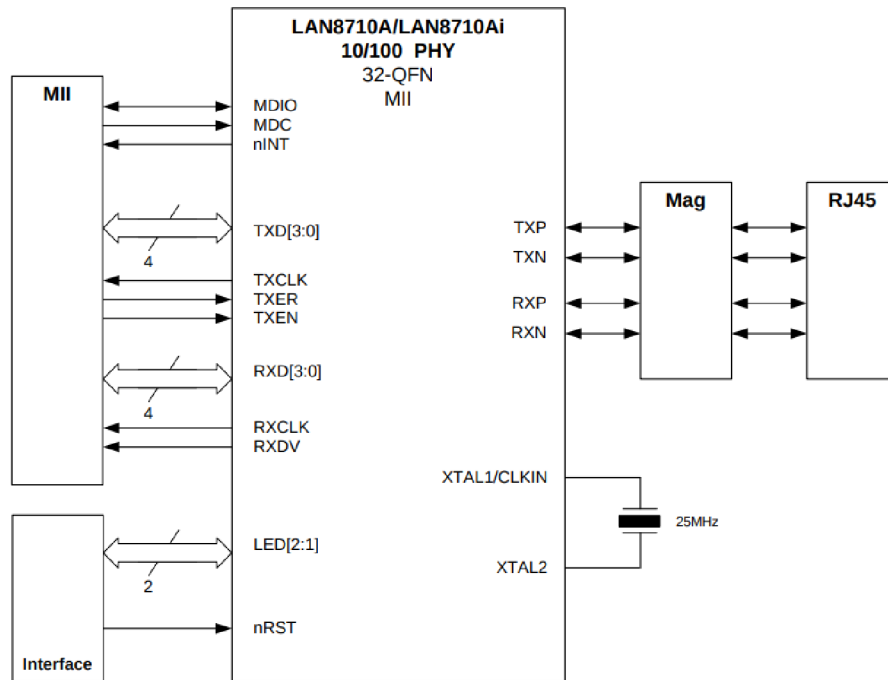 LAN8710A/LAN8710Ai
10/100 PHY
32-QFN
MII
MII
MDIO
MDC
nINT
TXD[3:0]
4
TXCLK
TXER
TXEN
RXD[3:0]
4
RXCLK
RXDV
LED[2:1]
2
nRST
Interface
TXP
TXN
RXP
RXN
Mag
RJ45
XTAL1/CLKIN
25MHz
XTAL2